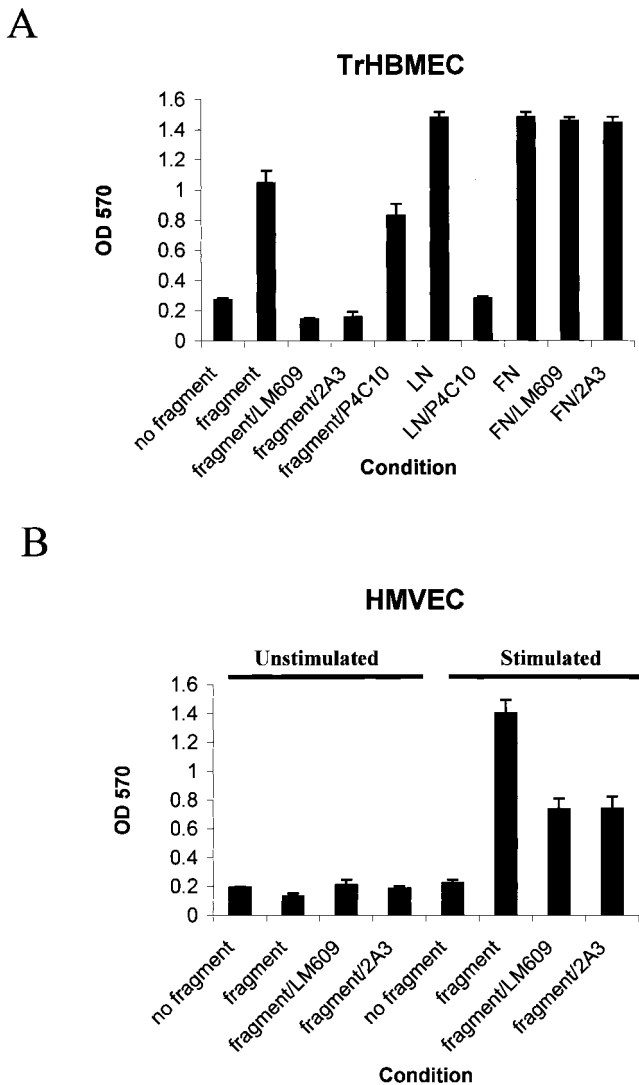 A
TrHBMEC
OD 570
1.6
1.4
1.2
1
0.8
0.6
0.4
0.2
0
no fragment
fragment
fragment/LM609
fragment/2A3
fragment/P4C10
LN
LN/P4C10
FN
FN/LM609
FN/2A3
Condition
B
HMVEC
Unstimulated
Stimulated
OD 570
1.6
1.4
1.2
1
0.8
0.6
0.4
0.2
0
no fragment
fragment
fragment/LM609
fragment/2A3
no fragment
fragment
fragment/LM609
fragment/2A3
Condition